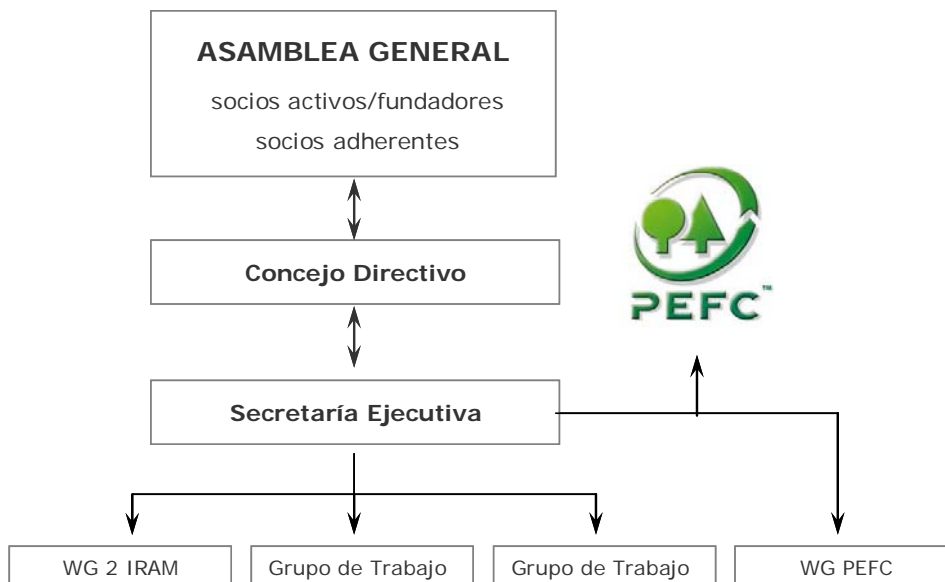 ASAMBLEA GENERAL
socios activos/fundadores
socios adherentes
Concejo Directivo
PEFC™
Secretaría Ejecutiva
WG 2 IRAM
Grupo de Trabajo
Grupo de Trabajo
WG PEFC